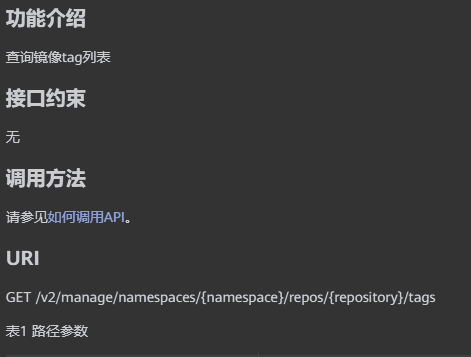 功能介绍
查询镜像tag列表
接口约束
无
调用方法
请参见如何调用API。
URI
GET /v2/manage/namespaces/{namespace}/repos/{repository}/tags
表1 路径参数